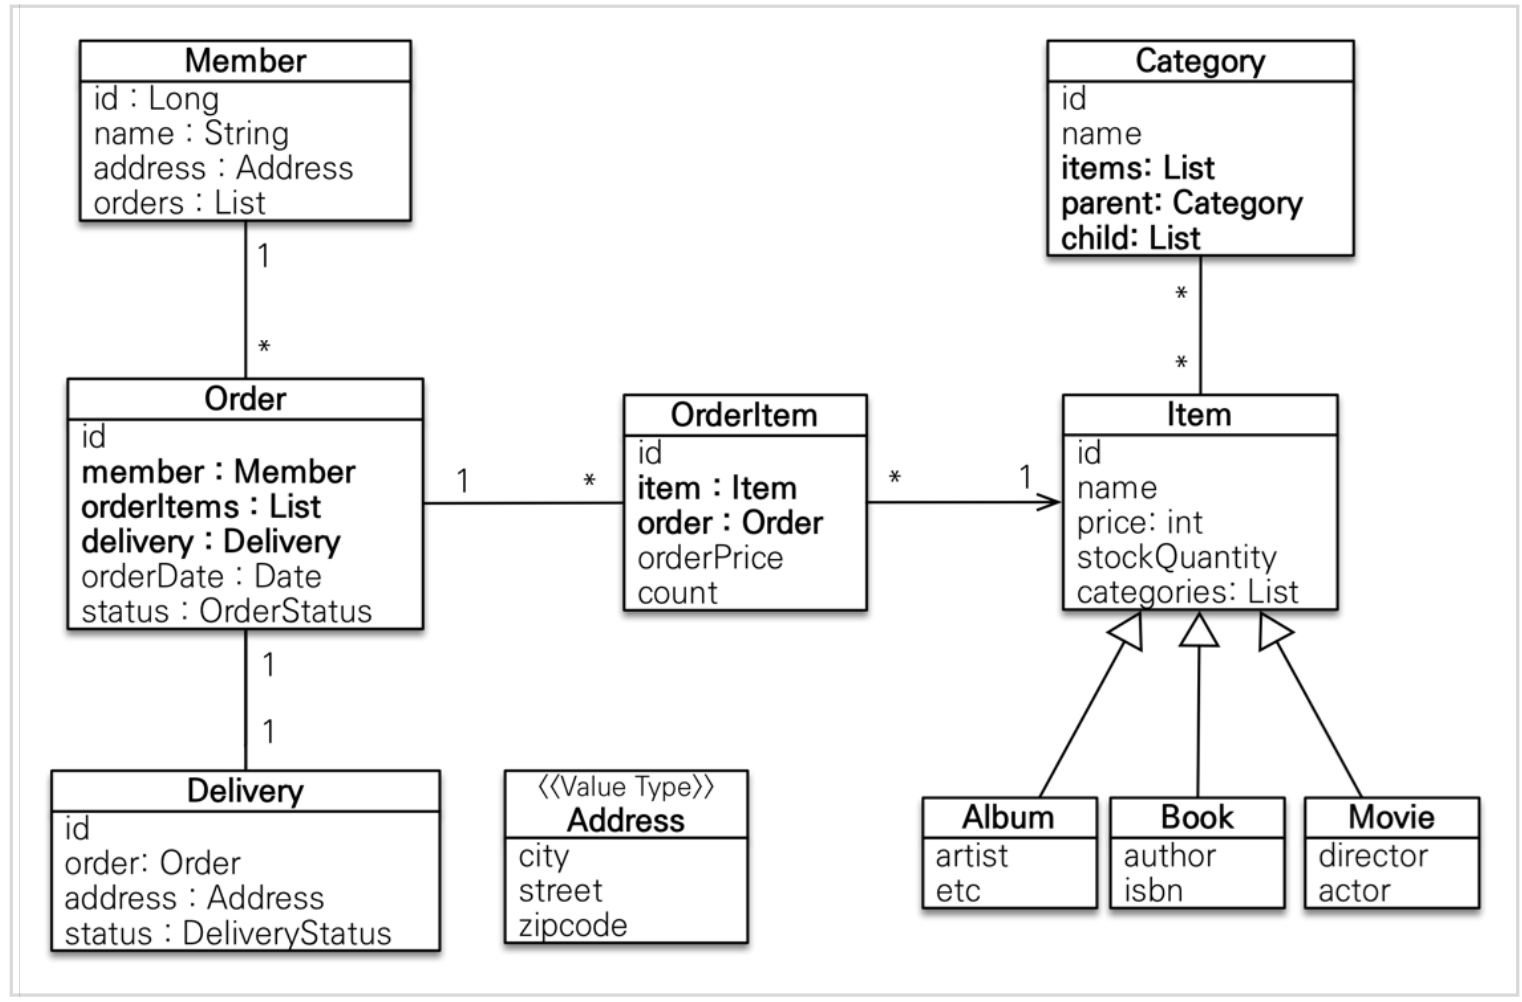 Member
id : Long
name : String
address : Address
orders : List
1
*
Category
id
name
items: List
parent: Category
child: List
*
*
Order
id
member : Member
orderItems : List
delivery : Delivery
orderDate : Date
status : OrderStatus
1
*
OrderItem
id
item : Item
order : Order
orderPrice
count
*
1
Item
id
name
price: int
stockQuantity
categories: List
1
1
Delivery
id
order: Order
address : Address
status : DeliveryStatus
<<Value Type>>
Address
city
street
zipcode
Album
artist
etc
Book
author
isbn
Movie
director
actor